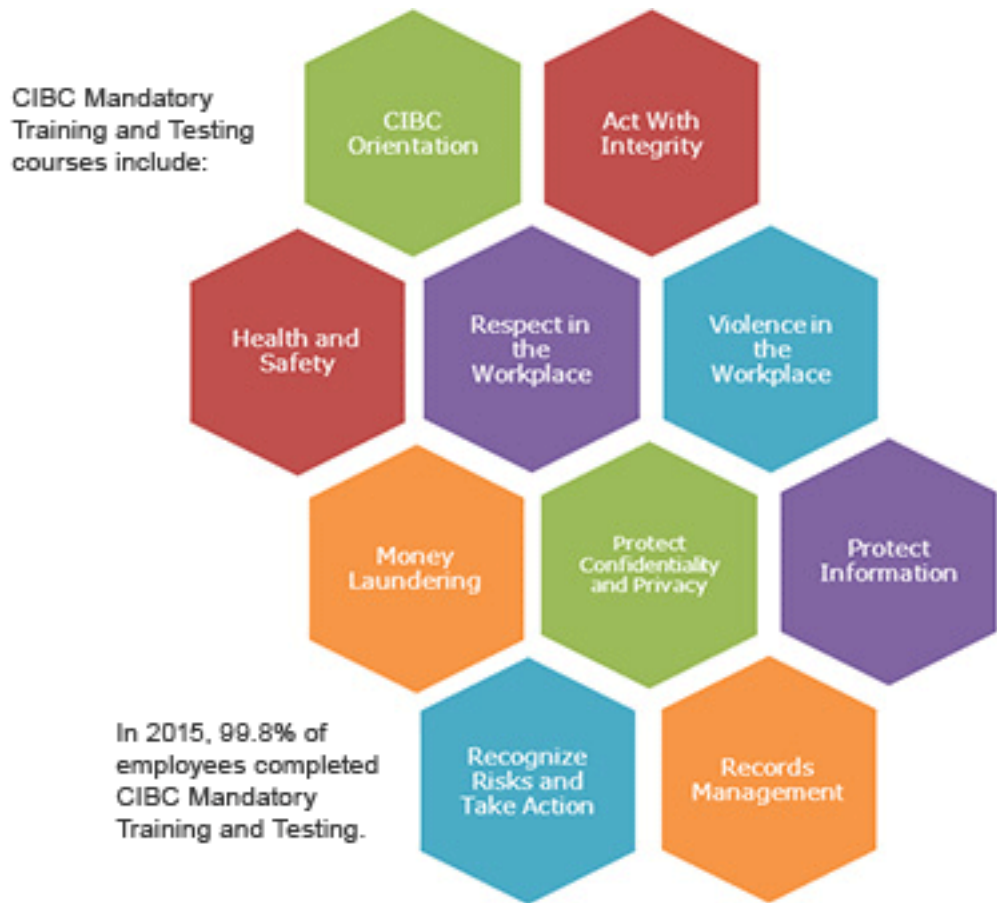 CIBC Mandatory
Training and Testing
courses include:
CIBC
Orientation
Act With
Integrity
Health and
Safety
Respect in
the
Workplace
Violence in
the
Workplace
Money
Laundering
Protect
Confidentiality
and Privacy
Protect
Information
In 2015, 99.8% of
employees completed
CIBC Mandatory
Training and Testing.
Recognize
Risks and
Take Action
Records
Management